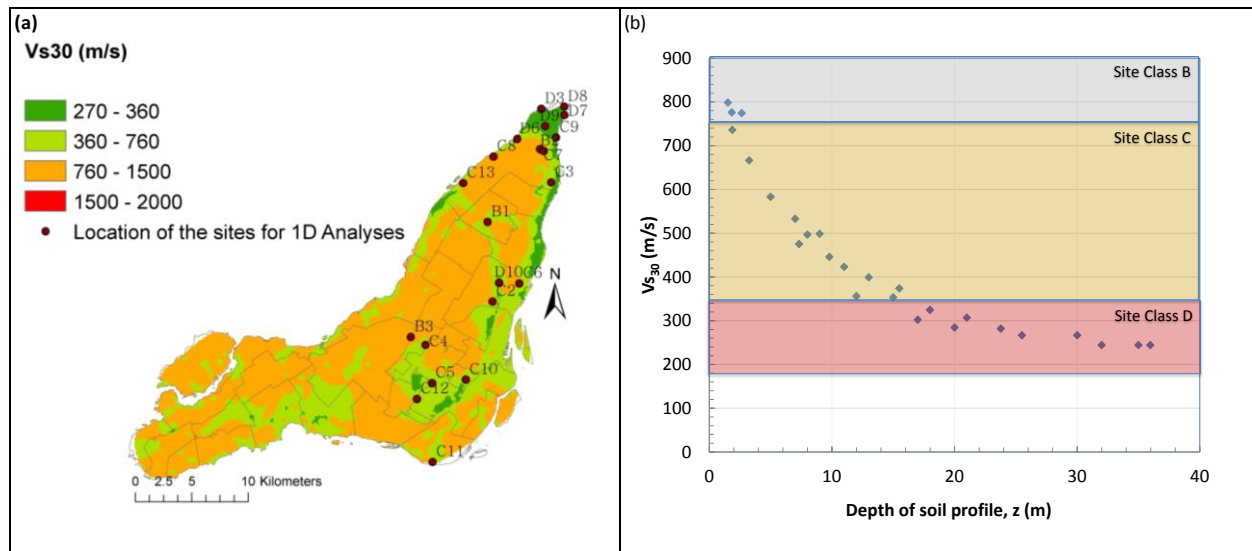 (a)
Vs30 (m/s)
270 - 360
360 - 760
760 - 1500
1500 - 2000
Location of the sites for 1D Analyses
D3 D8
D9 D7
D6 C9
C8 B2
C7
C13 C3
B1
D10 C6
N
C2
B3
C4
C5 C10
C12
C11
0 2.5 5 10 Kilometers
(b)
900
Site Class B
800
Site Class C
700
600
500
400
Site Class D
300
200
100
0
Vs30 (m/s)
0 10 20 30 40
Depth of soil profile, z (m)